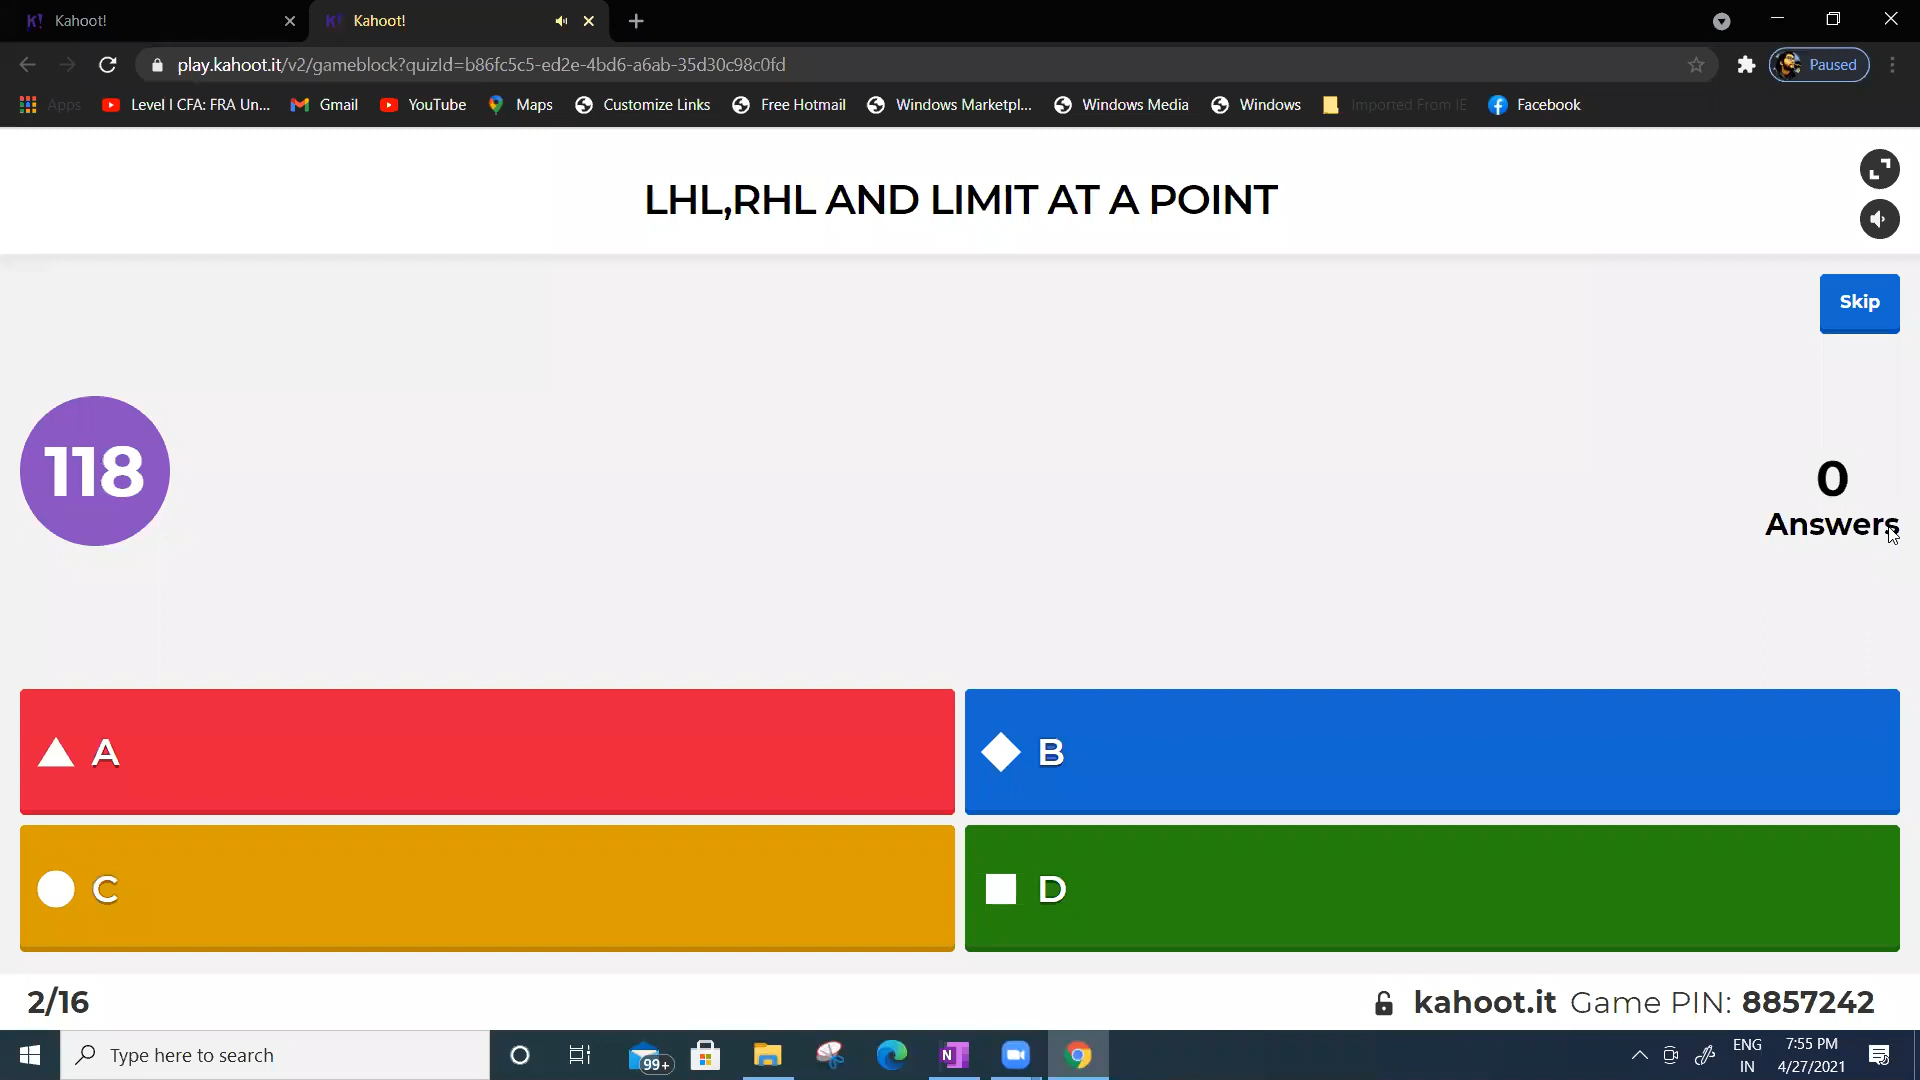 K! Kahoot!
K! Kahoot!
play.kahoot.it/v2/gameblock?quizId=b86fc5c5-ed2e-4bd6-a6ab-35d30c98c0fd
Paused
Apps
Level I CFA: FRA Un...
Gmail
YouTube
Maps
Customize Links
Free Hotmail
Windows Marketpl...
Windows Media
Windows
Imported From IE
Facebook
LHL,RHL AND LIMIT AT A POINT
Skip
118
0
Answers
A
B
C
D
2/16
kahoot.it Game PIN: 8857242
Type here to search
99+
N
ENG
IN
7:55 PM
4/27/2021